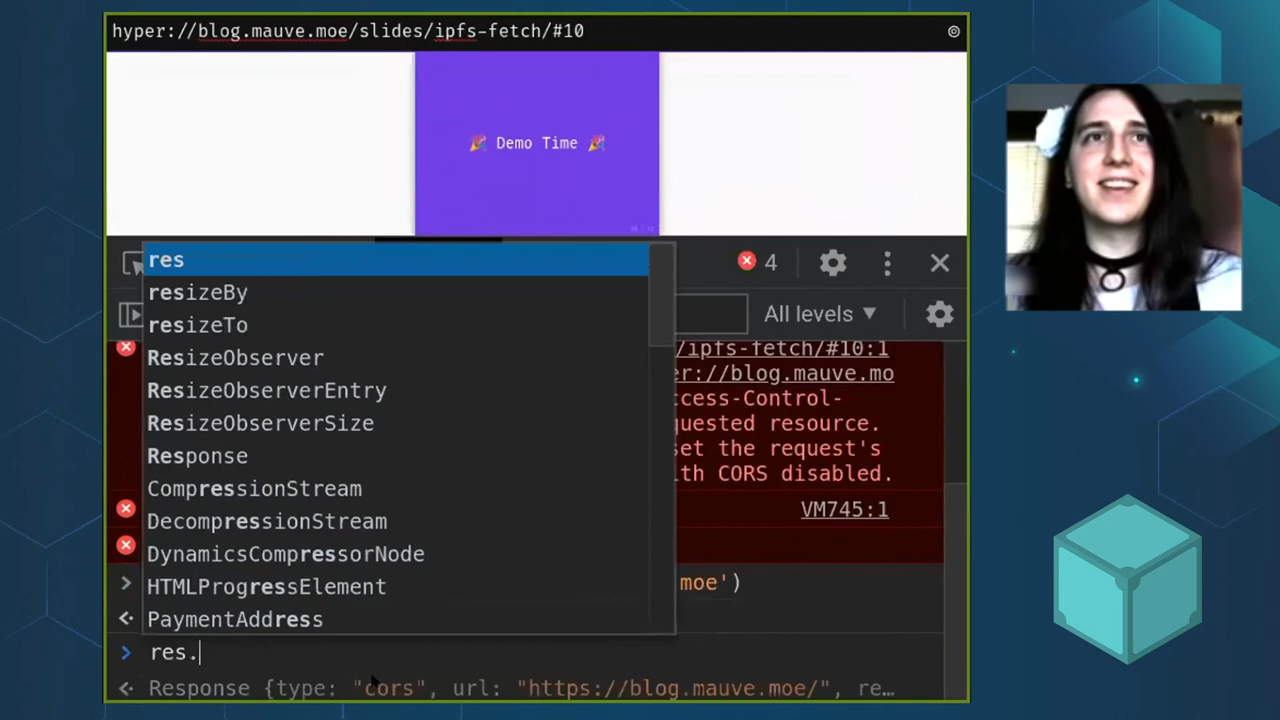 hyper://blog.mauve.moe/slides/ipfs-fetch/#10
🎉 Demo Time 🎉
res
4
resizeBy
resizeTo
All levels ▼
/ipfs-fetch/#10:1
ResizeObserver
er://blog.mauve.mo
ResizeObserverEntry
ccess-Control-
ResizeObserverSize
quested resource.
Response
set the request's
ith CORS disabled.
CompressionStream
VM745:1
DecompressionStream
DynamicsCompressorNode
HTMLProgressElement
moe')
PaymentAddress
res.
Response {type: "cors", url: "https://blog.mauve.moe/", re…